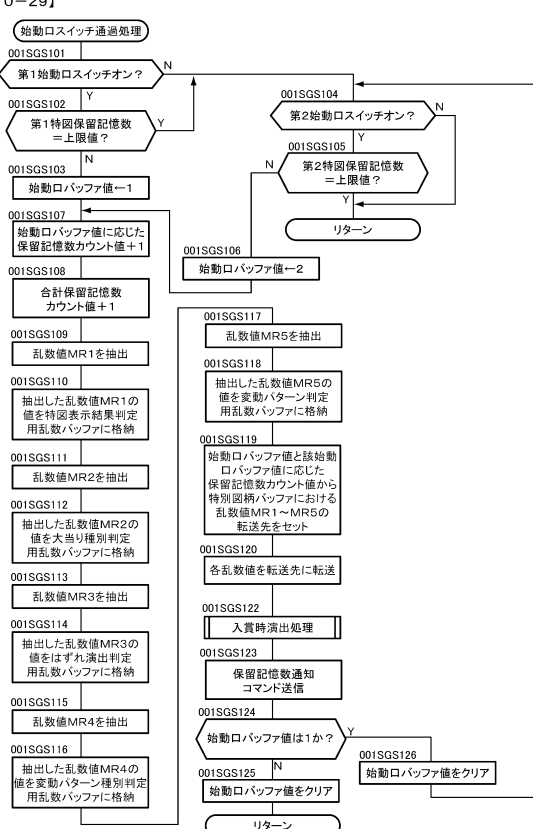 0−29】
始動口スイッチ通過処理
001SGS101
第1始動口スイッチオン？
N
Y
001SGS102
第1特図保留記憶数
＝上限値？
Y
N
001SGS103
始動口バッファ値←1
001SGS107
始動口バッファ値に応じた
保留記憶数カウント値＋1
001SGS108
合計保留記憶数
カウント値＋1
001SGS109
乱数値MR1を抽出
001SGS110
抽出した乱数値MR1の
値を特図表示結果判定
用乱数バッファに格納
001SGS111
乱数値MR2を抽出
001SGS112
抽出した乱数値MR2の
値を大当り種別判定
用乱数バッファに格納
001SGS113
乱数値MR3を抽出
001SGS114
抽出した乱数値MR3の
値をはずれ演出判定
用乱数バッファに格納
001SGS115
乱数値MR4を抽出
001SGS116
抽出した乱数値MR4の
値を変動パターン種別判定
用乱数バッファに格納
001SGS104
第2始動口スイッチオン？
N
Y
001SGS105
第2特図保留記憶数
＝上限値？
N
Y
リターン
001SGS106
始動口バッファ値←2
001SGS117
乱数値MR5を抽出
001SGS118
抽出した乱数値MR5の
値を変動パターン判定
用乱数バッファに格納
001SGS119
始動口バッファ値と該始動
口バッファ値に応じた
保留記憶数カウント値から
特別図柄バッファにおける
乱数値MR1〜MR5の
転送先をセット
001SGS120
各乱数値を転送先に転送
001SGS122
入賞時演出処理
001SGS123
保留記憶数通知
コマンド送信
001SGS124
始動口バッファ値は1か？
Y
N
001SGS125
始動口バッファ値をクリア
001SGS126
始動口バッファ値をクリア
リターン